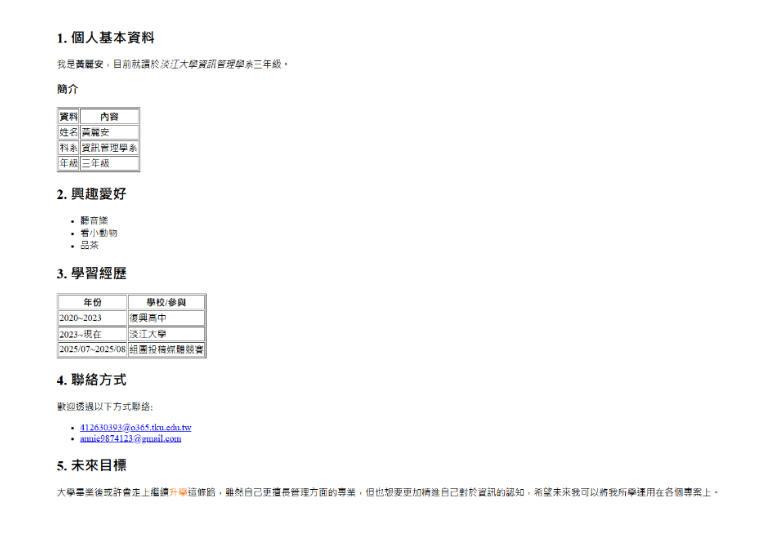 1. 個人基本資料
我是黃麗安，目前就讀於淡江大學資訊管理學系三年級。
簡介
資料 內容
姓名 黃麗安
科系 資訊管理學系
年級 三年級
2. 興趣愛好
聽音樂
看小動物
品茶
3. 學習經歷
年份 學校/參與
2020~2023 復興高中
2023~現在 淡江大學
2025/07~2025/08 組團投稿媒體競賽
4. 聯絡方式
歡迎透過以下方式聯絡:
412630393@o365.tku.edu.tw
annie9874123@gmail.com
5. 未來目標
大學畢業後或許會走上繼續升學這條路，雖然自己更擅長管理方面的專業，但也想要更加精進自己對於資訊的認知，希望未來我可以將我所學運用在各個專案上。